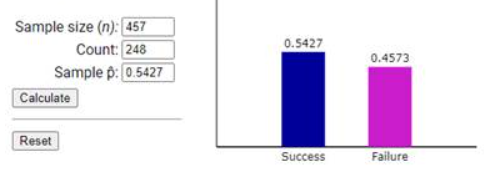 Sample size (n): 457
Count: 248
Sample p̂: 0.5427
Calculate
Reset
0.5427
0.4573
Success
Failure